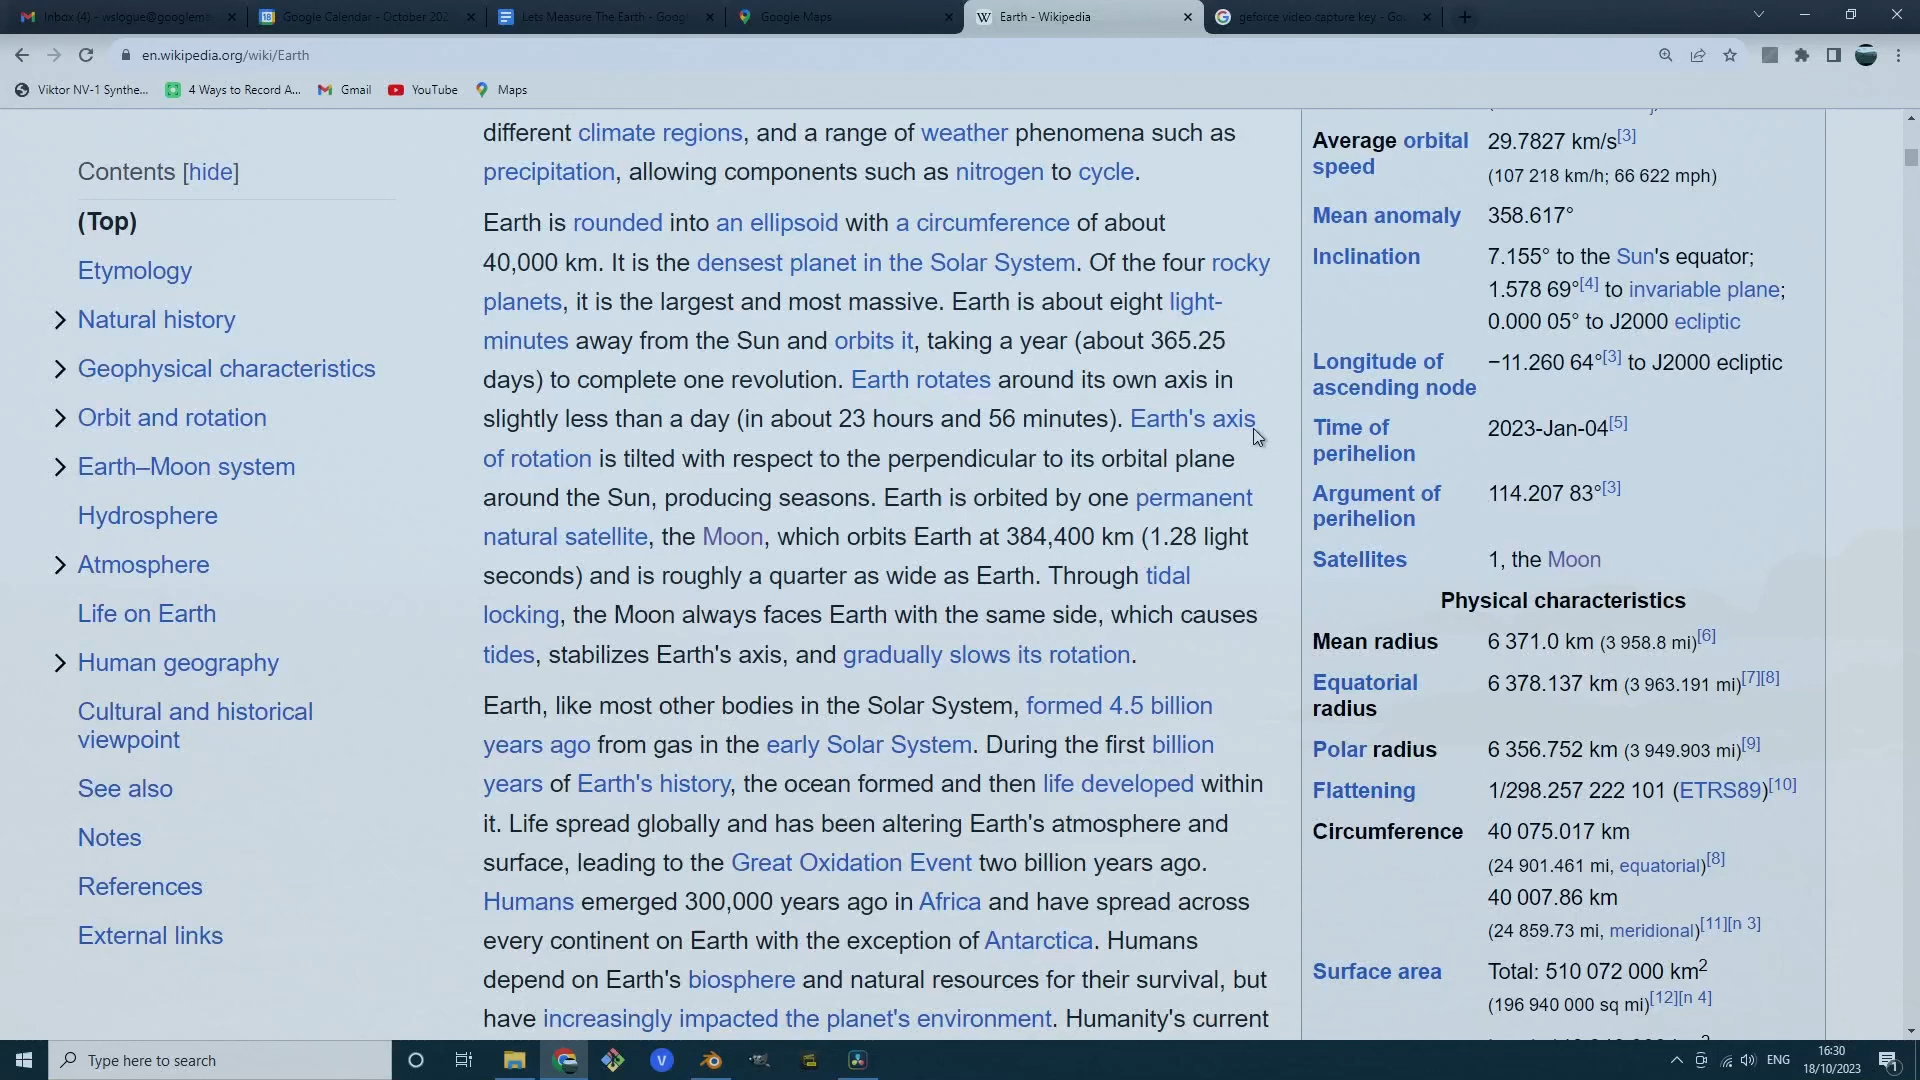 Inbox (4) - wslogue@googlem
Google Calendar - October 202
Lets Measure The Earth - Goog
Google Maps
Earth - Wikipedia
geforce video capture key - Go
en.wikipedia.org/wiki/Earth
Viktor NV-1 Synthe...
4 Ways to Record A...
Gmail
YouTube
Maps
Contents [hide]
(Top)
Etymology
Natural history
Geophysical characteristics
Orbit and rotation
Earth–Moon system
Hydrosphere
Atmosphere
Life on Earth
Human geography
Cultural and historical
viewpoint
See also
Notes
References
External links
different climate regions, and a range of weather phenomena such as
precipitation, allowing components such as nitrogen to cycle.
Earth is rounded into an ellipsoid with a circumference of about
40,000 km. It is the densest planet in the Solar System. Of the four rocky
planets, it is the largest and most massive. Earth is about eight light-
minutes away from the Sun and orbits it, taking a year (about 365.25
days) to complete one revolution. Earth rotates around its own axis in
slightly less than a day (in about 23 hours and 56 minutes). Earth's axis
of rotation is tilted with respect to the perpendicular to its orbital plane
around the Sun, producing seasons. Earth is orbited by one permanent
natural satellite, the Moon, which orbits Earth at 384,400 km (1.28 light
seconds) and is roughly a quarter as wide as Earth. Through tidal
locking, the Moon always faces Earth with the same side, which causes
tides, stabilizes Earth's axis, and gradually slows its rotation.
Earth, like most other bodies in the Solar System, formed 4.5 billion
years ago from gas in the early Solar System. During the first billion
years of Earth's history, the ocean formed and then life developed within
it. Life spread globally and has been altering Earth's atmosphere and
surface, leading to the Great Oxidation Event two billion years ago.
Humans emerged 300,000 years ago in Africa and have spread across
every continent on Earth with the exception of Antarctica. Humans
depend on Earth's biosphere and natural resources for their survival, but
have increasingly impacted the planet's environment. Humanity's current
Average orbital speed
29.7827 km/s[3]
(107 218 km/h; 66 622 mph)
Mean anomaly
358.617°
Inclination
7.155° to the Sun's equator;
1.578 69°[4] to invariable plane;
0.000 05° to J2000 ecliptic
Longitude of
ascending node
−11.260 64°[3] to J2000 ecliptic
Time of
perihelion
2023-Jan-04[5]
Argument of
perihelion
114.207 83°[3]
Satellites
1, the Moon
Physical characteristics
Mean radius
6 371.0 km (3 958.8 mi)[6]
Equatorial
radius
6 378.137 km (3 963.191 mi)[7][8]
Polar radius
6 356.752 km (3 949.903 mi)[9]
Flattening
1/298.257 222 101 (ETRS89)[10]
Circumference
40 075.017 km
(24 901.461 mi, equatorial)[8]
40 007.86 km
(24 859.73 mi, meridional)[11][n 3]
Surface area
Total: 510 072 000 km2
(196 940 000 sq mi)[12][n 4]
Type here to search
ENG
16:30
18/10/2023
1